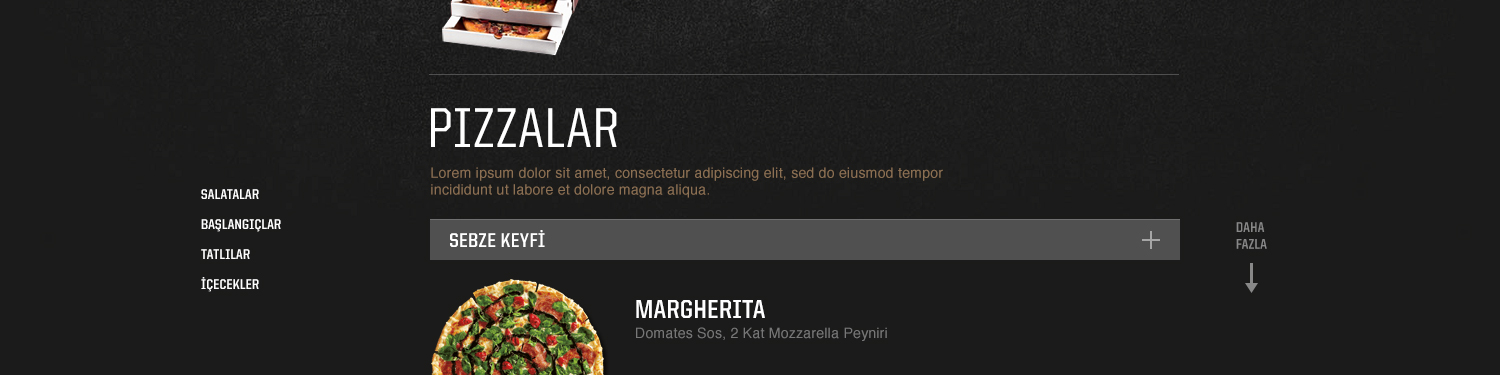 PIZZALAR
Lorem ipsum dolor sit amet, consectetur adipiscing elit, sed do eiusmod tempor
incididunt ut labore et dolore magna aliqua.
SALATALAR
BAŞLANGIÇLAR
TATLILAR
İÇECEKLER
SEBZE KEYFİ
DAHA
FAZLA
MARGHERITA
Domates Sos, 2 Kat Mozzarella Peyniri